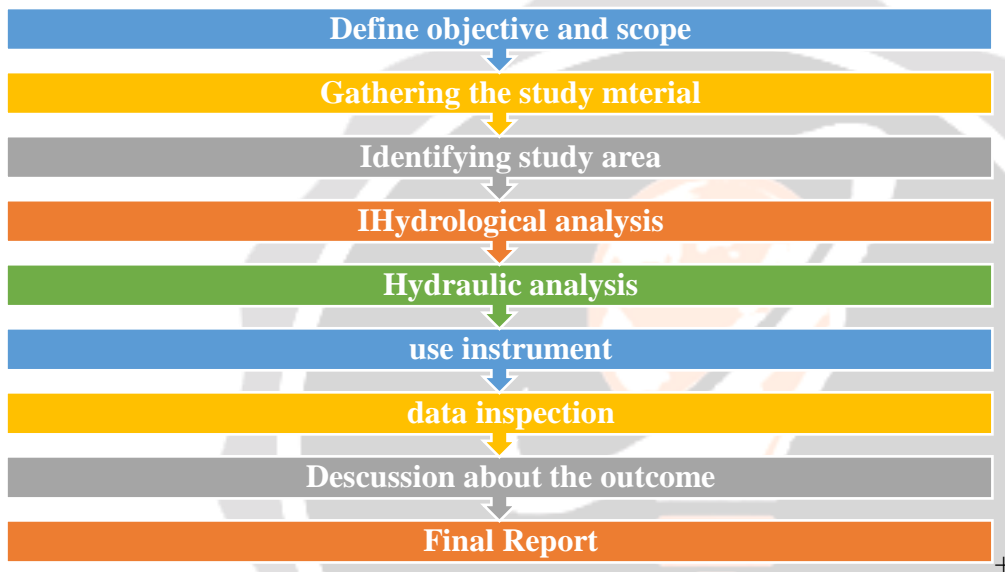 Define objective and scope
Gathering the study mterial
Identifying study area
IHydrological analysis
Hydraulic analysis
use instrument
data inspection
Descussion about the outcome
Final Report